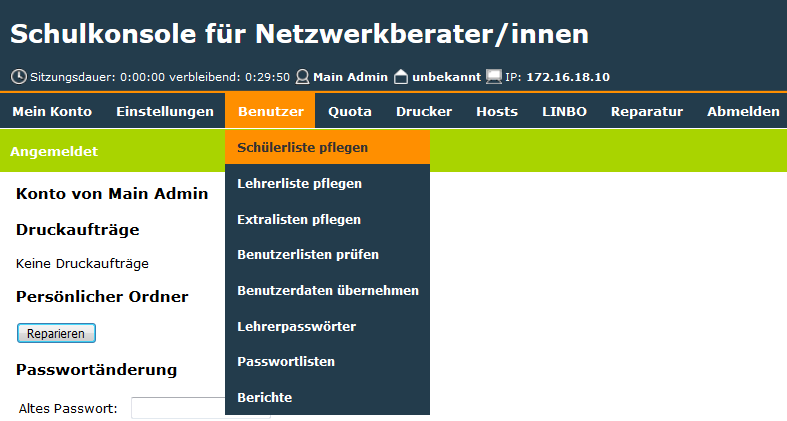 Schulkonsole für Netzwerkberater/innen
Sitzungsdauer: 0:00:00 verbleibend: 0:29:50 Main Admin unbekannt IP: 172.16.18.10
Mein Konto Einstellungen Benutzer Quota Drucker Hosts LINBO Reparatur Abmelden
Angemeldet
Schülerliste pflegen
Lehrerliste pflegen
Extralisten pflegen
Benutzerlisten prüfen
Benutzerdaten übernehmen
Lehrerpasswörter
Passwortlisten
Berichte
Konto von Main Admin
Druckaufträge
Keine Druckaufträge
Persönlicher Ordner
Reparieren
Passwortänderung
Altes Passwort: